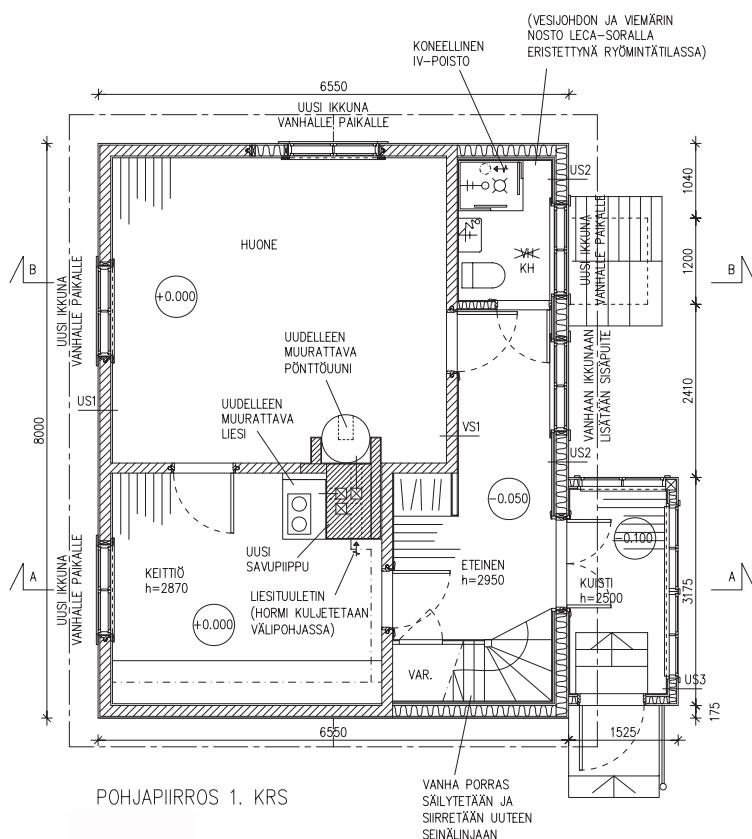 (VESIJOHDON JA VIEMÄRIN
NOSTO LECA-SORALLA
ERISTETTYNÄ RYÖMINTÄTILASSA)
KONEELLINEN
IV-POISTO
6550
UUSI IKKUNA
VANHALLE PAIKALLE
US2
1040
HUONE
VH
KH
UUSI IKKUNA
VANHALLE PAIKALLE
1200
B
B
UUSI IKKUNA
VANHALLE PAIKALLE
+0.000
UUDELLEEN
MUURATTAVA
PÖNTTÖUUNI
VANHAAN IKKUNAAN
LISÄTÄÄN SISÄPUITE
2410
UUDELLEEN
MUURATTAVA
LIESI
US1
VS1
US2
8000
-0.050
-0.100
UUSI
SAVUPIIPPU
KEITTIÖ
h=2870
ETEINEN
h=2950
KUISTI
h=2500
A
A
UUSI IKKUNA
VANHALLE PAIKALLE
LIESITUULETIN
(HORMI KULJETETAAN
VÄLIPOHJASSA)
+0.000
3175
VAR.
US3
175
6550
1525
POHJAPIIRROS 1. KRS
VANHA PORRAS
SÄILYTETÄÄN JA
SIIRRETÄÄN UUTEEN
SEINÄLINJAAN